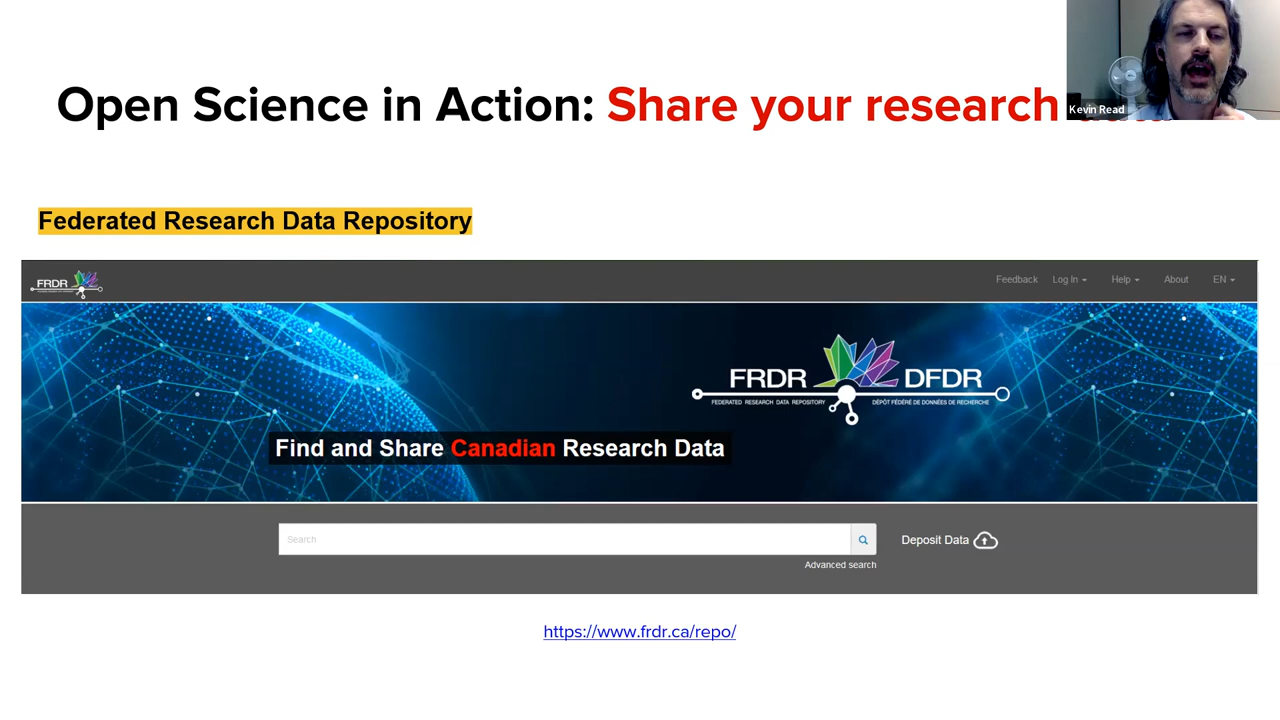 Open Science in Action: Share your research
Kevin Read
Federated Research Data Repository
FRDR
Feedback Log In Help About EN
FRDR DFDR
FEDERATED RESEARCH DATA REPOSITORY DÉPÔT FÉDÉRÉ DE DONNÉES DE RECHERCHE
Find and Share Canadian Research Data
Search
Deposit Data
Advanced search
https://www.frdr.ca/repo/